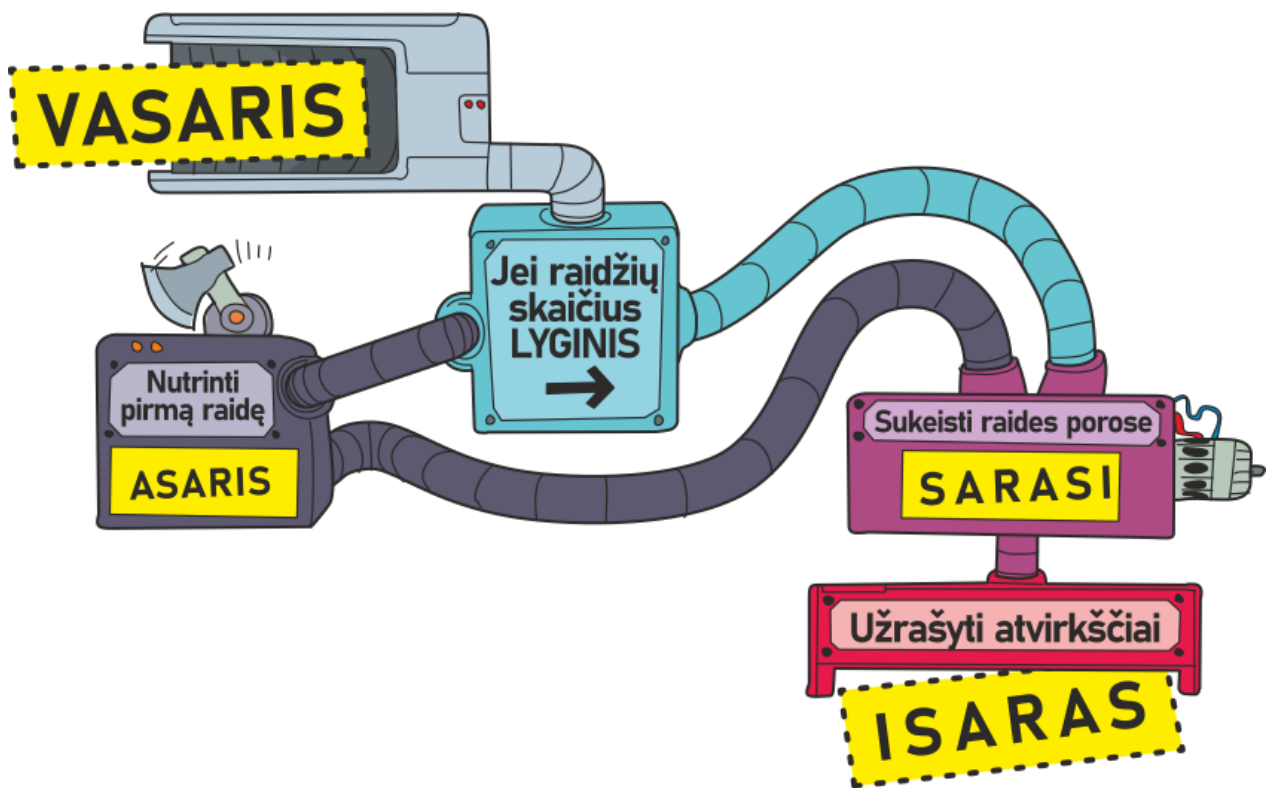 VASARIS
Jei raidžių
skaičius
LYGINIS
Nutrinti
pirmą raidę
ASARIS
Sukeisti raides porose
SARASI
Užrašyti atvirkščiai
ISARAS